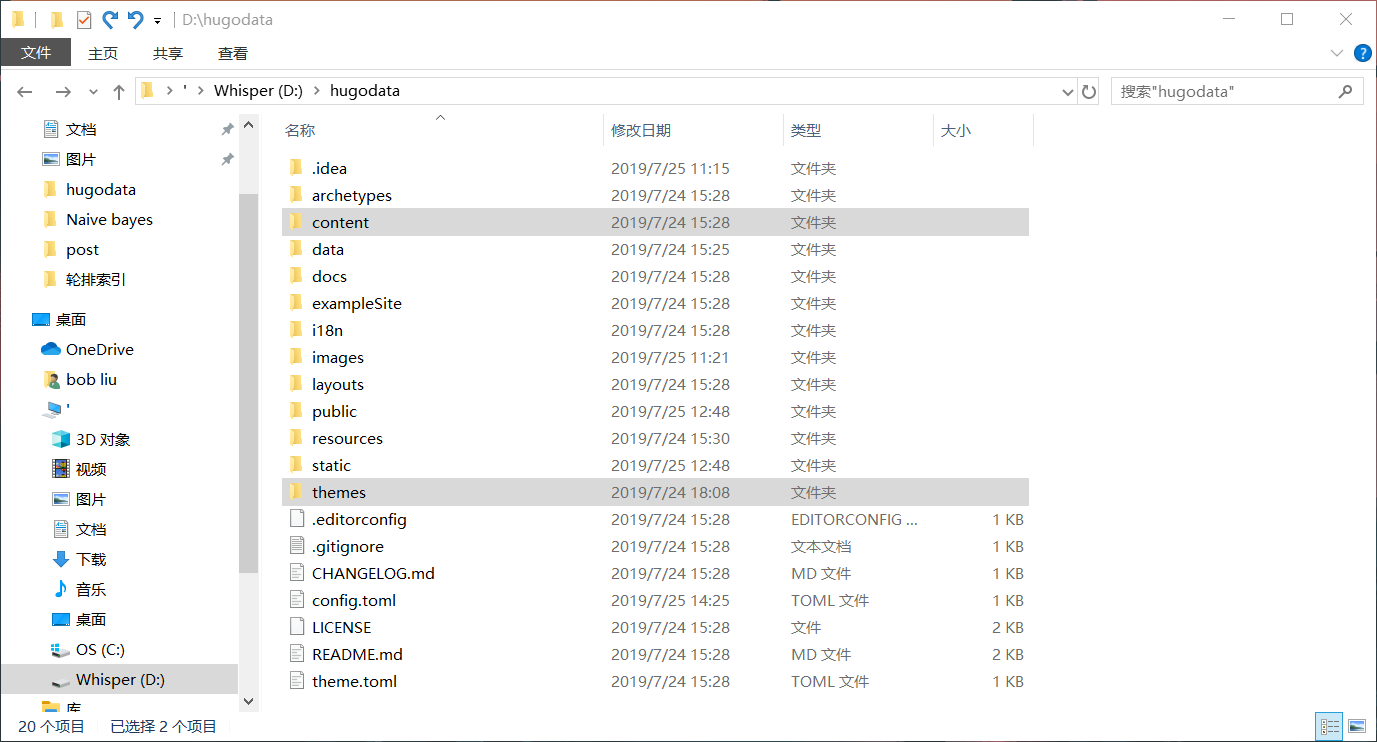 D:\hugodata
文件 主页 共享 查看
' Whisper (D:) hugodata 搜索"hugodata"
文档
图片
hugodata
Naive bayes
post
轮排索引
桌面
OneDrive
bob liu
'
3D 对象
视频
图片
文档
下载
音乐
桌面
OS (C:)
Whisper (D:)
库
名称 修改日期 类型 大小
.idea 2019/7/25 11:15 文件夹
archetypes 2019/7/24 15:28 文件夹
content 2019/7/24 15:28 文件夹
data 2019/7/24 15:25 文件夹
docs 2019/7/24 15:28 文件夹
exampleSite 2019/7/24 15:28 文件夹
i18n 2019/7/24 15:28 文件夹
images 2019/7/25 11:21 文件夹
layouts 2019/7/24 15:28 文件夹
public 2019/7/25 12:48 文件夹
resources 2019/7/24 15:30 文件夹
static 2019/7/25 12:48 文件夹
themes 2019/7/24 18:08 文件夹
.editorconfig 2019/7/24 15:28 EDITORCONFIG ... 1 KB
.gitignore 2019/7/24 15:28 文本文档 1 KB
CHANGELOG.md 2019/7/24 15:28 MD 文件 1 KB
config.toml 2019/7/25 14:25 TOML 文件 1 KB
LICENSE 2019/7/24 15:28 文件 2 KB
README.md 2019/7/24 15:28 MD 文件 2 KB
theme.toml 2019/7/24 15:28 TOML 文件 1 KB
20 个项目 已选择 2 个项目